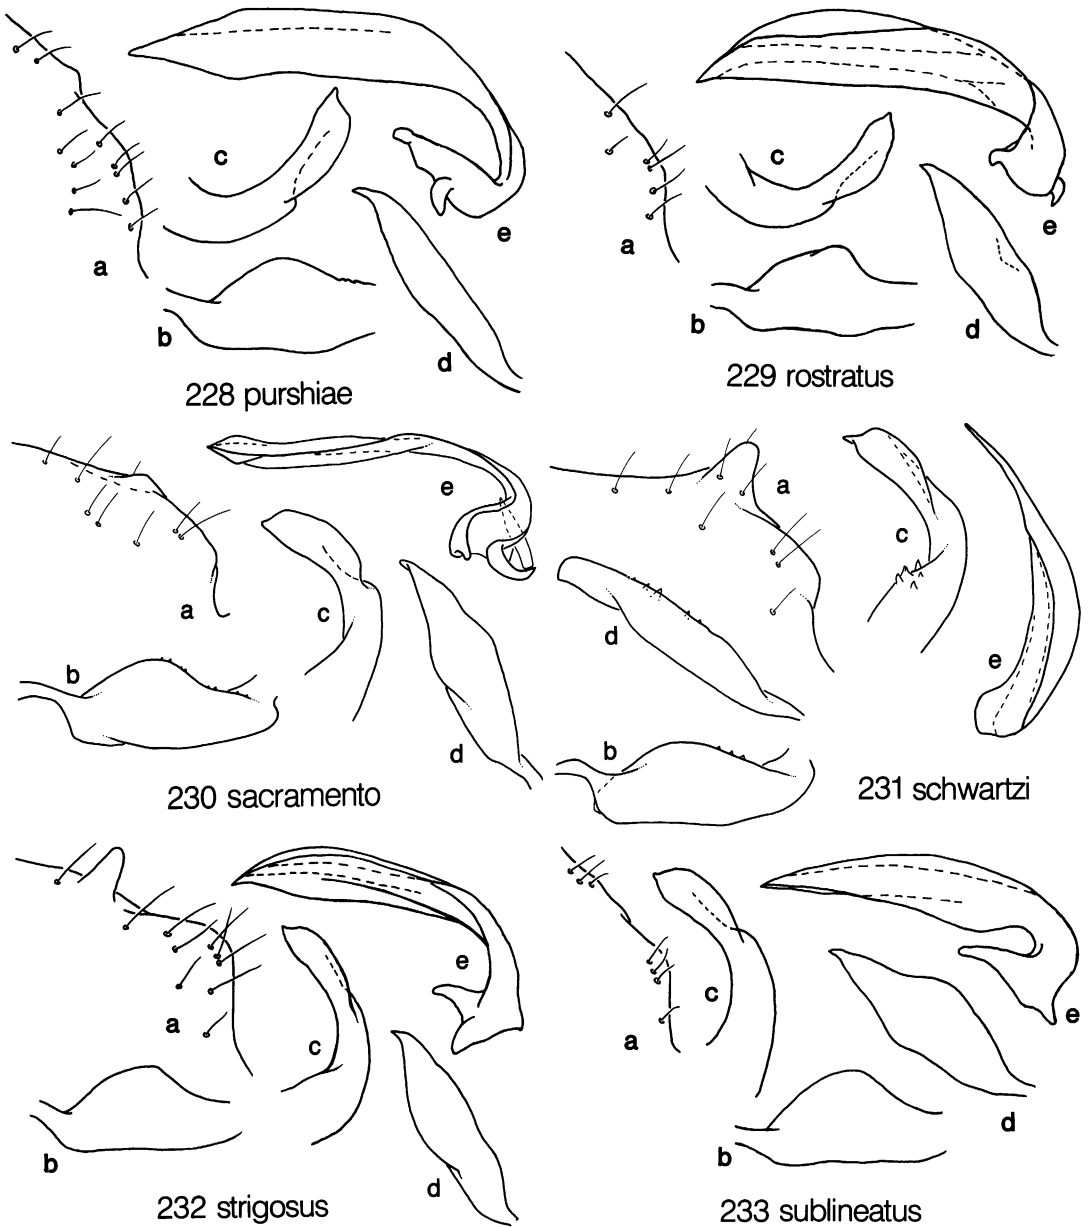 c
e
a
b
d
228 purshiae
c
e
a
b
d
229 rostratus
e
a
c
b
d
230 sacramento
a
c
d
e
b
231 schwartzi
e
a
c
b
d
232 strigosus
c
e
a
d
b
233 sublineatus